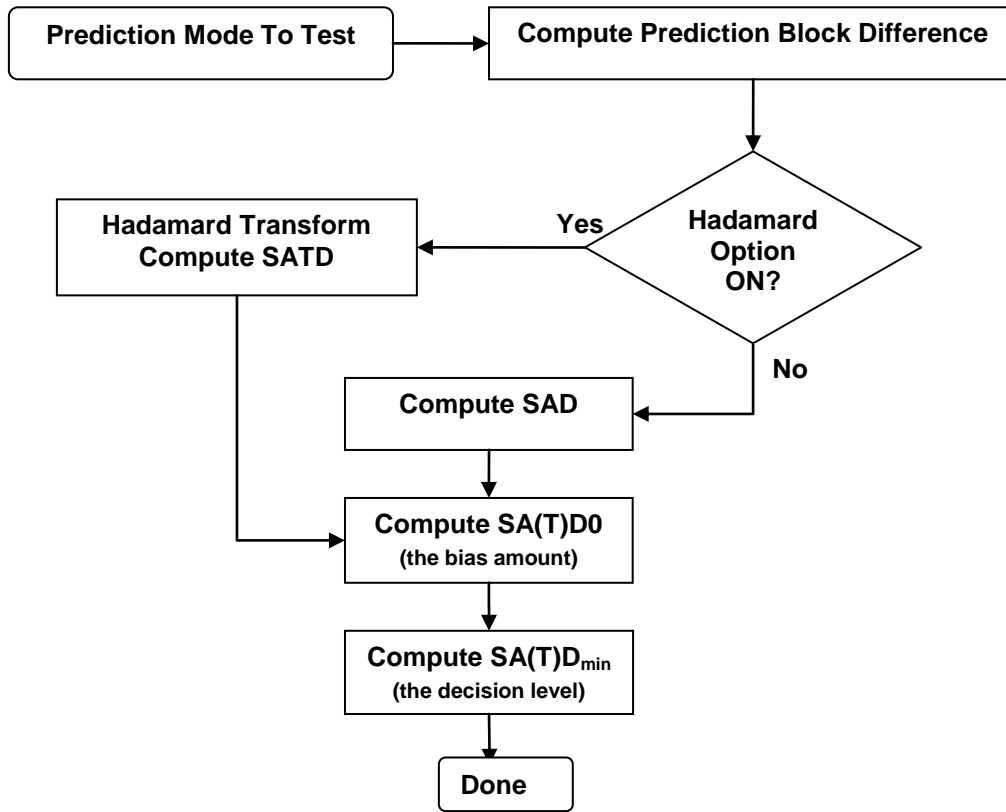 Prediction Mode To Test
Compute Prediction Block Difference
Hadamard
Option
ON?
Yes
No
Hadamard Transform
Compute SATD
Compute SAD
Compute SA(T)D0
(the bias amount)
Compute SA(T)Dmin
(the decision level)
Done